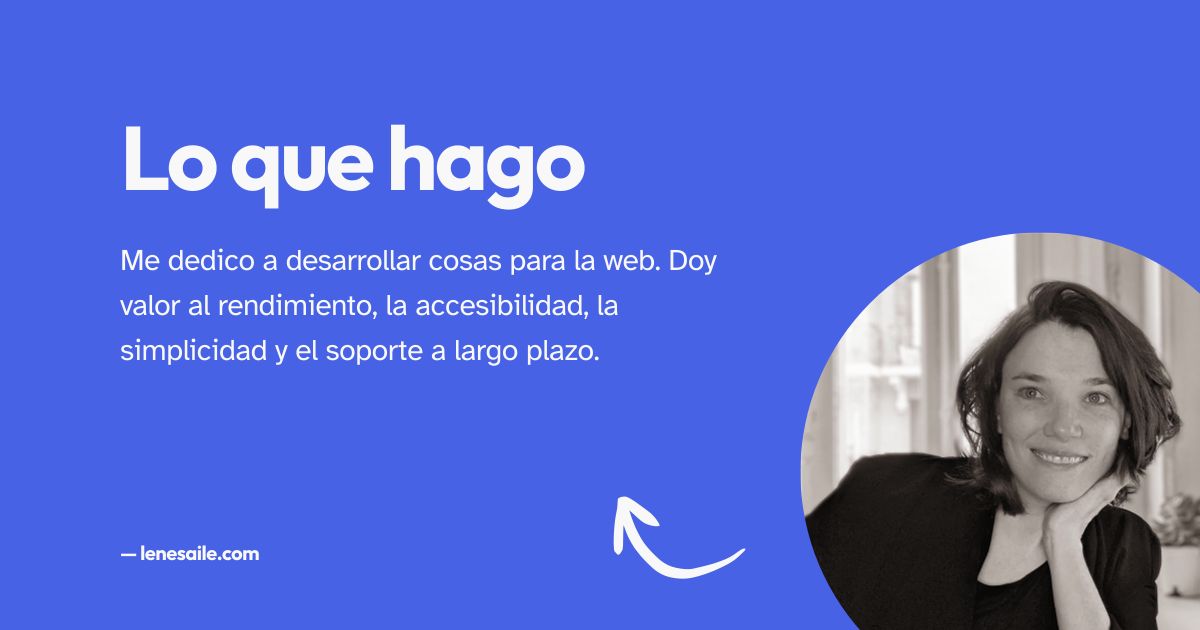 Lo que hago
Me dedico a desarrollar cosas para la web. Doy
valor al rendimiento, la accesibilidad, la
simplicidad y el soporte a largo plazo.
— lenesaile.com